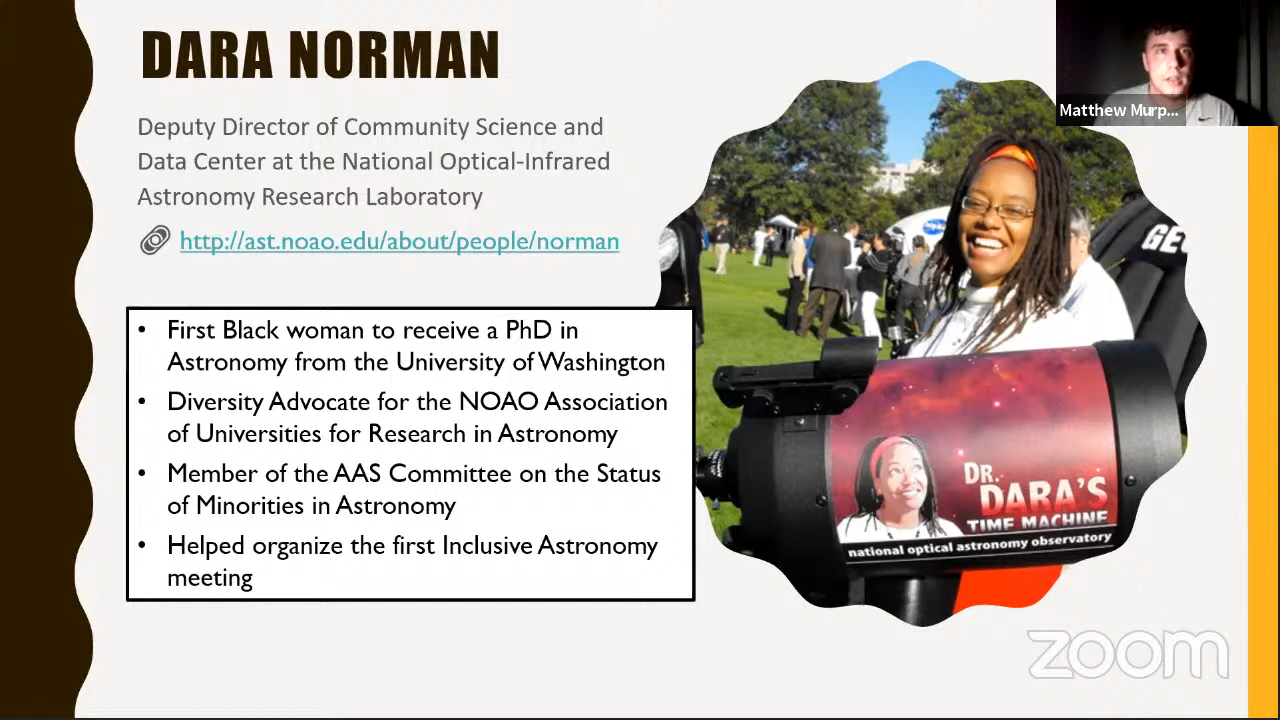 DARA NORMAN
Matthew Murp...
Deputy Director of Community Science and
Data Center at the National Optical-Infrared
Astronomy Research Laboratory
http://ast.noao.edu/about/people/norman
• First Black woman to receive a PhD in
Astronomy from the University of Washington
• Diversity Advocate for the NOAO Association
of Universities for Research in Astronomy
• Member of the AAS Committee on the Status
of Minorities in Astronomy
• Helped organize the first Inclusive Astronomy
meeting
NASA
GE
DR.
DARA'S
TIME MACHINE
national optical astronomy observatory
zoom